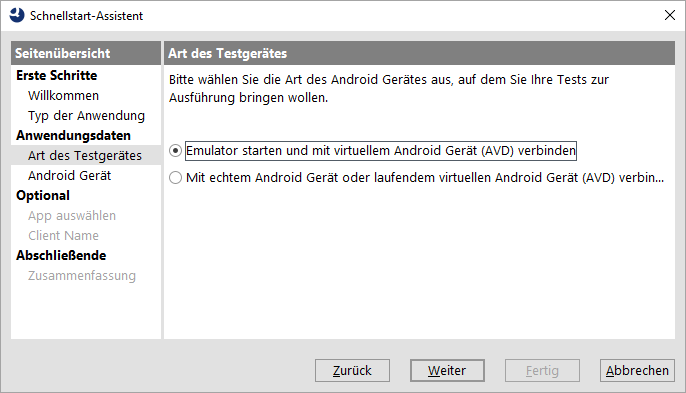 Schnellstart-Assistent
Seitenübersicht
Erste Schritte
Willkommen
Typ der Anwendung
Anwendungsdaten
Art des Testgerätes
Android Gerät
Optional
App auswählen
Client Name
Abschließende
Zusammenfassung
Art des Testgerätes
Bitte wählen Sie die Art des Android Gerätes aus, auf dem Sie Ihre Tests zur
Ausführung bringen wollen.
Emulator starten und mit virtuellem Android Gerät (AVD) verbinden
Mit echtem Android Gerät oder laufendem virtuellen Android Gerät (AVD) verbin...
Zurück
Weiter
Fertig
Abbrechen